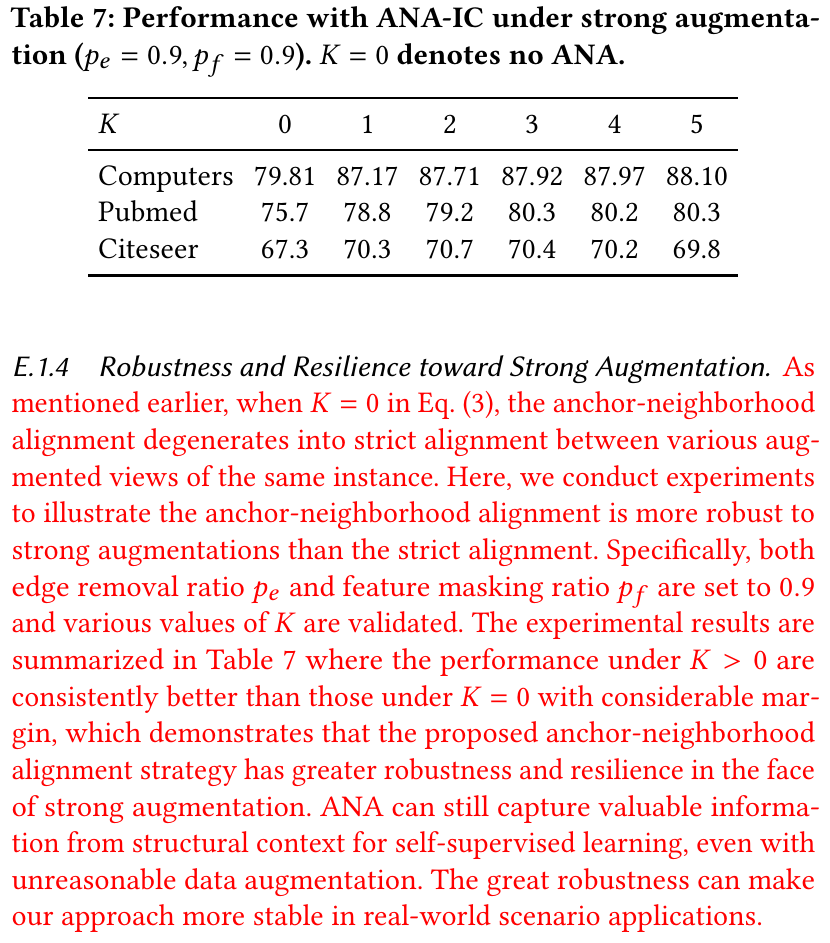 Table 7: Performance with ANA-IC under strong augmenta-
tion (p_e = 0.9, p_f = 0.9). K = 0 denotes no ANA.
K 0 1 2 3 4 5
Computers 79.81 87.17 87.71 87.92 87.97 88.10
Pubmed 75.7 78.8 79.2 80.3 80.2 80.3
Citeseer 67.3 70.3 70.7 70.4 70.2 69.8
E.1.4 Robustness and Resilience toward Strong Augmentation. As
mentioned earlier, when K = 0 in Eq. (3), the anchor-neighborhood
alignment degenerates into strict alignment between various aug-
mented views of the same instance. Here, we conduct experiments
to illustrate the anchor-neighborhood alignment is more robust to
strong augmentations than the strict alignment. Specifically, both
edge removal ratio p_e and feature masking ratio p_f are set to 0.9
and various values of K are validated. The experimental results are
summarized in Table 7 where the performance under K > 0 are
consistently better than those under K = 0 with considerable mar-
gin, which demonstrates that the proposed anchor-neighborhood
alignment strategy has greater robustness and resilience in the face
of strong augmentation. ANA can still capture valuable informa-
tion from structural context for self-supervised learning, even with
unreasonable data augmentation. The great robustness can make
our approach more stable in real-world scenario applications.